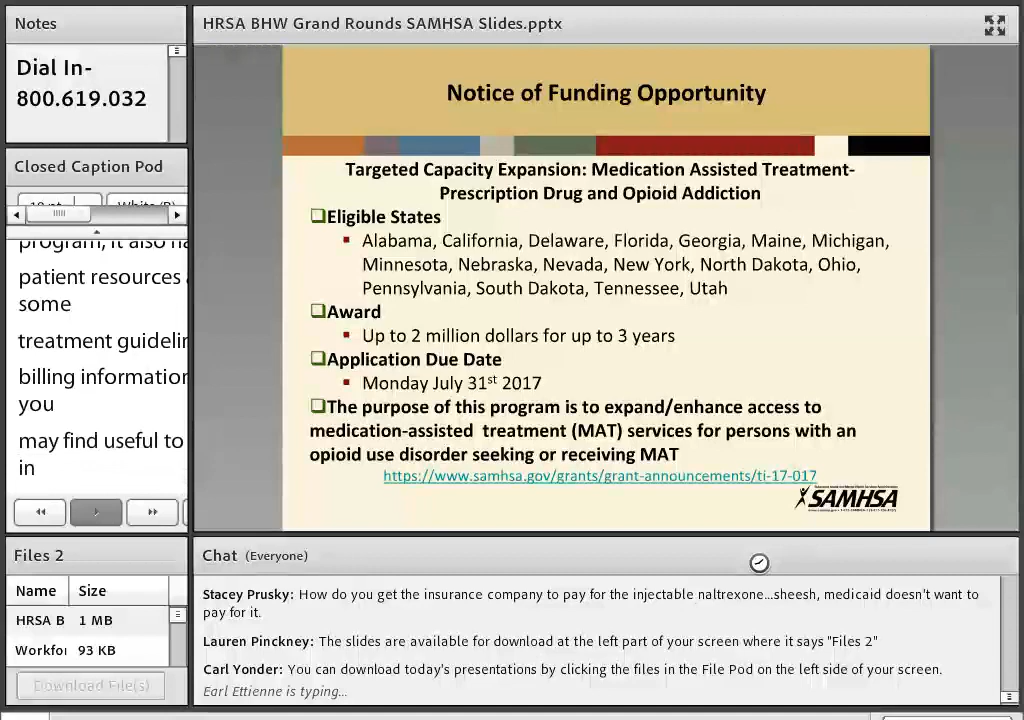 Notes
Dial In-
800.619.032
Closed Caption Pod
patient resources
some
treatment
billing information
you
may find useful to
in
Files 2
Name Size
HRSA B 1 MB
Workfo 93 KB
Download File(s)
HRSA BHW Grand Rounds SAMHSA Slides.pptx
Notice of Funding Opportunity
Targeted Capacity Expansion: Medication Assisted Treatment-
Prescription Drug and Opioid Addiction
Eligible States
Alabama, California, Delaware, Florida, Georgia, Maine, Michigan,
Minnesota, Nebraska, Nevada, New York, North Dakota, Ohio,
Pennsylvania, South Dakota, Tennessee, Utah
Award
Up to 2 million dollars for up to 3 years
Application Due Date
Monday July 31st 2017
The purpose of this program is to expand/enhance access to
medication-assisted treatment (MAT) services for persons with an
opioid use disorder seeking or receiving MAT
https://www.samhsa.gov/grants/grant-announcements/ti-17-017
SAMHSA
Chat (Everyone)
Stacey Prusky: How do you get the insurance company to pay for the injectable naltrexone...sheesh, medicaid doesn't want to
pay for it.
Lauren Pinckney: The slides are available for download at the left part of your screen where it says "Files 2"
Carl Yonder: You can download today's presentations by clicking the files in the File Pod on the left side of your screen.
Earl Ettienne is typing...